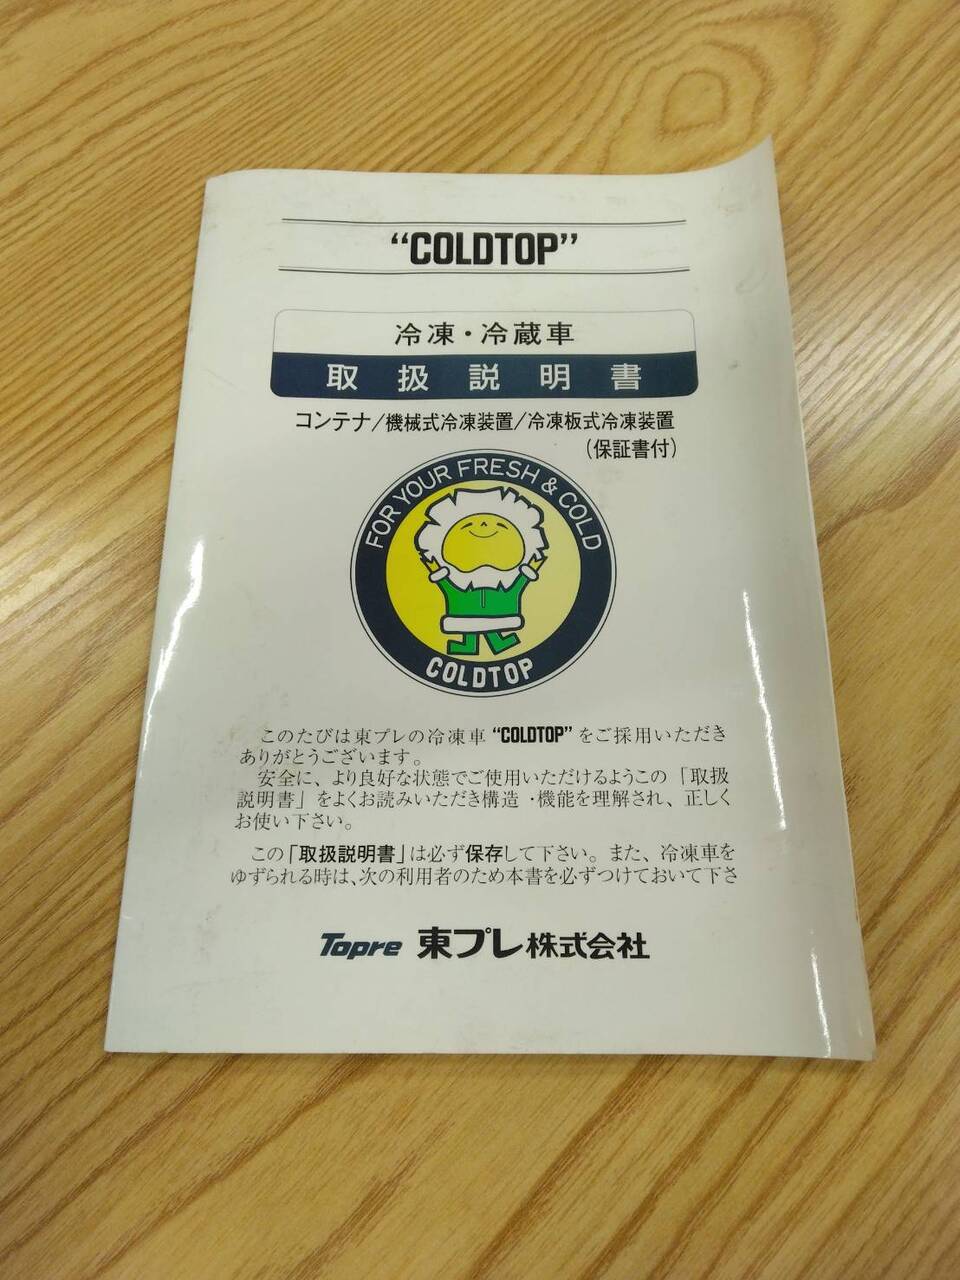 “COLDTOP”
冷凍・冷蔵車
取扱説明書
コンテナ/機械式冷凍装置/冷凍板式冷凍装置
(保証書付)
FOR YOUR FRESH & COLD
COLDTOP
このたびは東プレの冷凍車“COLDTOP”をご採用いただき
ありがとうございます。
安全に、より良好な状態でご使用いただけるようこの「取扱
説明書」をよくお読みいただき構造・機能を理解され、正しく
お使い下さい。
この「取扱説明書」は必ず保存して下さい。また、冷凍車を
ゆずられる時は、次の利用者のため本書を必ずつけておいて下さ
Topre 東プレ株式会社